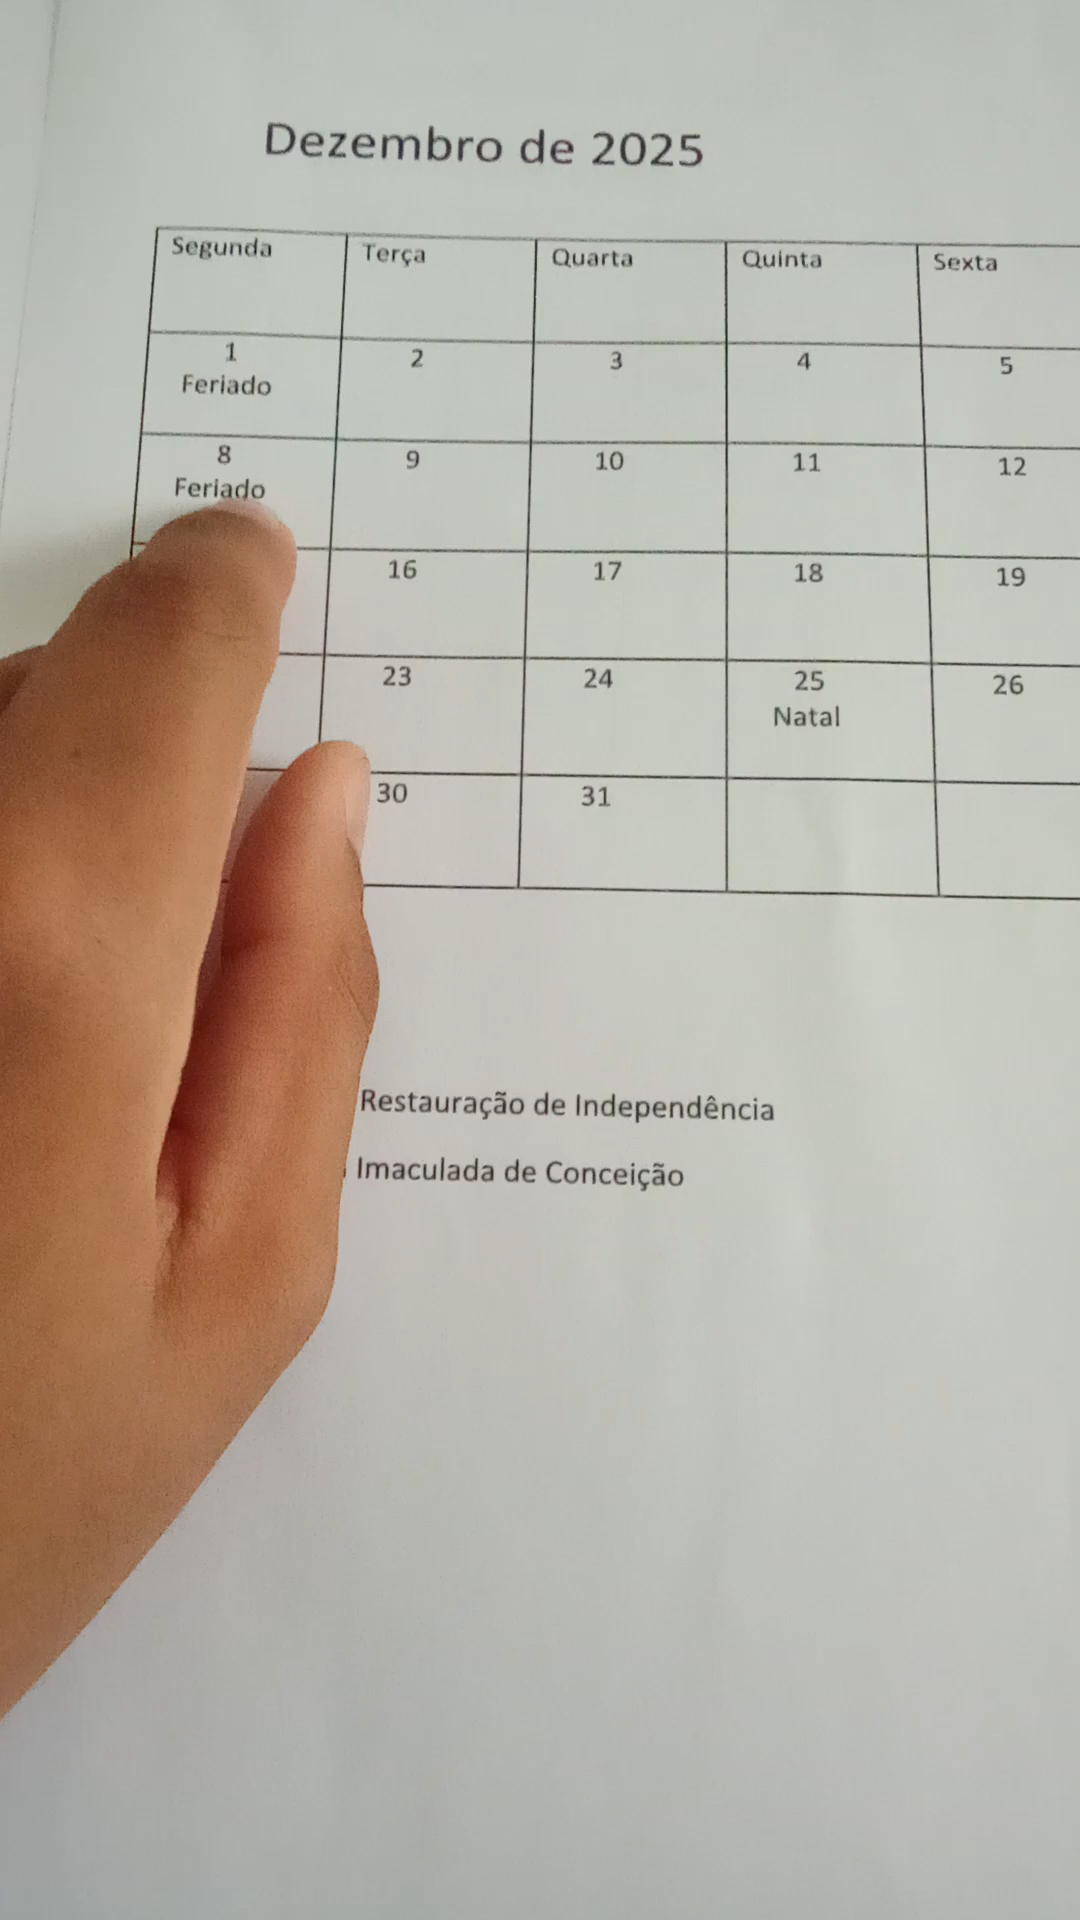 Dezembro de 2025
Segunda Terça Quarta Quinta Sexta
1 2 3 4 5
Feriado
8 9 10 11 12
Feriado
16 17 18 19
23 24 25 26
Natal
30 31
Restauração de Independência
Imaculada de Conceição